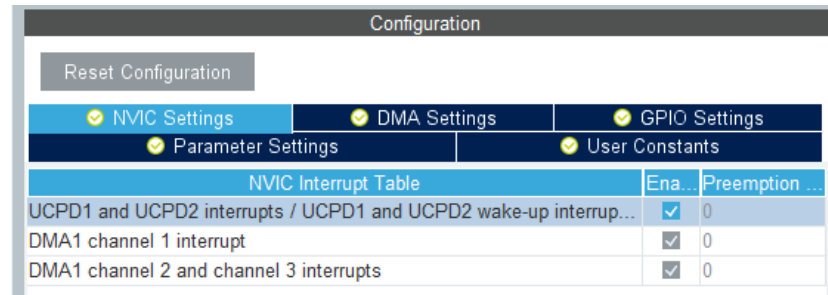 Configuration
Reset Configuration
NVIC Settings DMA Settings GPIO Settings
Parameter Settings User Constants
NVIC Interrupt Table Ena... Preemption ...
UCPD1 and UCPD2 interrupts / UCPD1 and UCPD2 wake-up interrup... 0
DMA1 channel 1 interrupt 0
DMA1 channel 2 and channel 3 interrupts 0